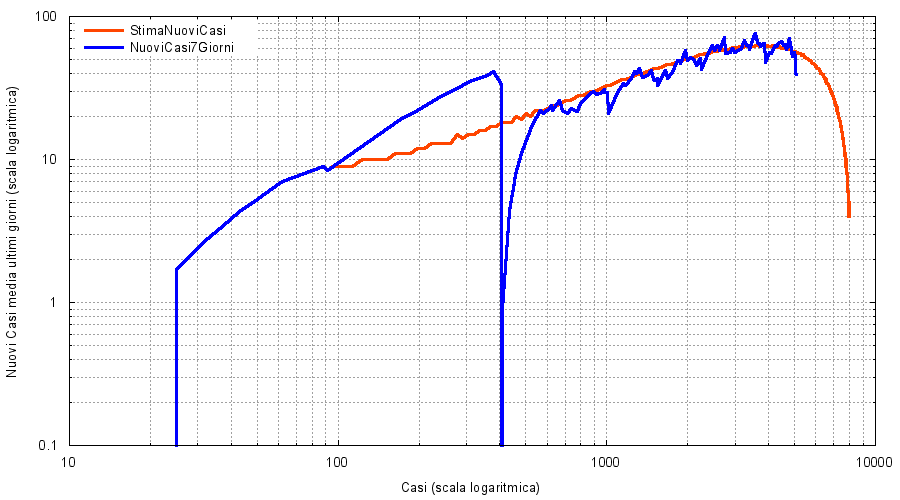 100
StimaNuoviCasi
NuoviCasi7Giorni
10
1
0.1
Nuovi Casi media ultimi giorni (scala logaritmica)
10
100
1000
10000
Casi (scala logaritmica)